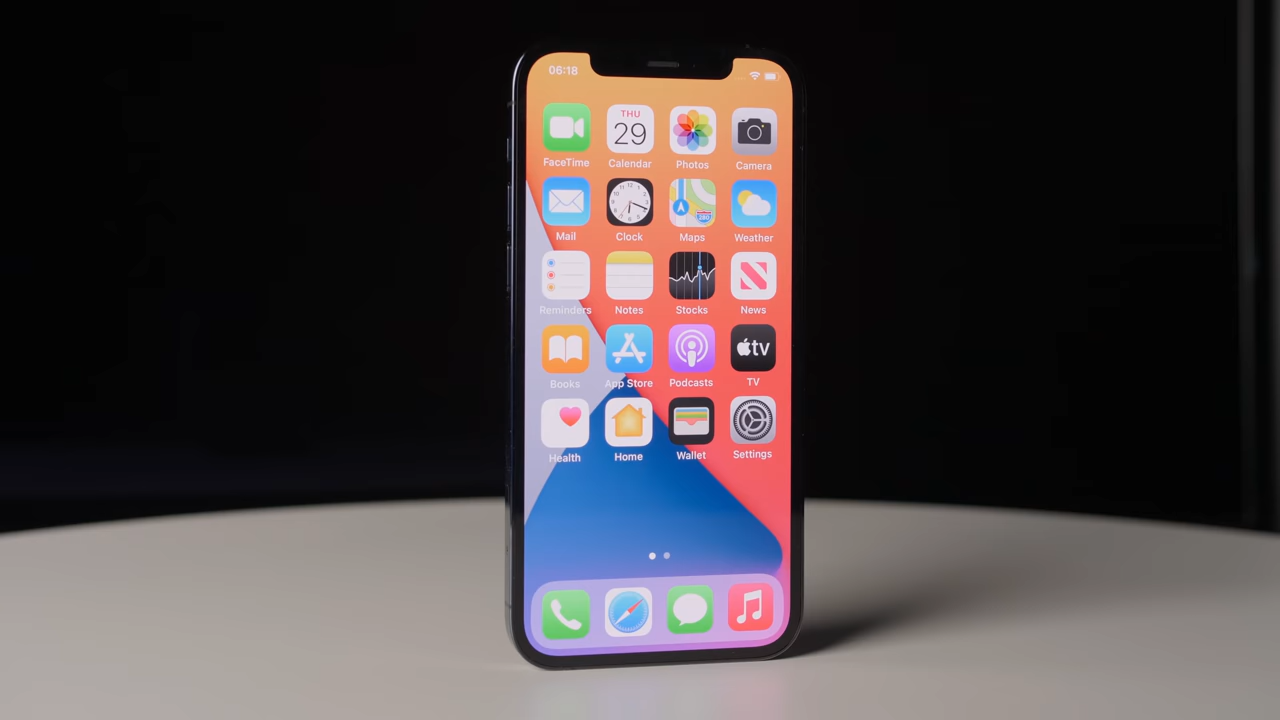 06:18
THU
29
FaceTime Calendar Photos Camera
280
Mail Clock Maps Weather
Reminders Notes Stocks News
tv
Books App Store Podcasts TV
Health Home Wallet Settings